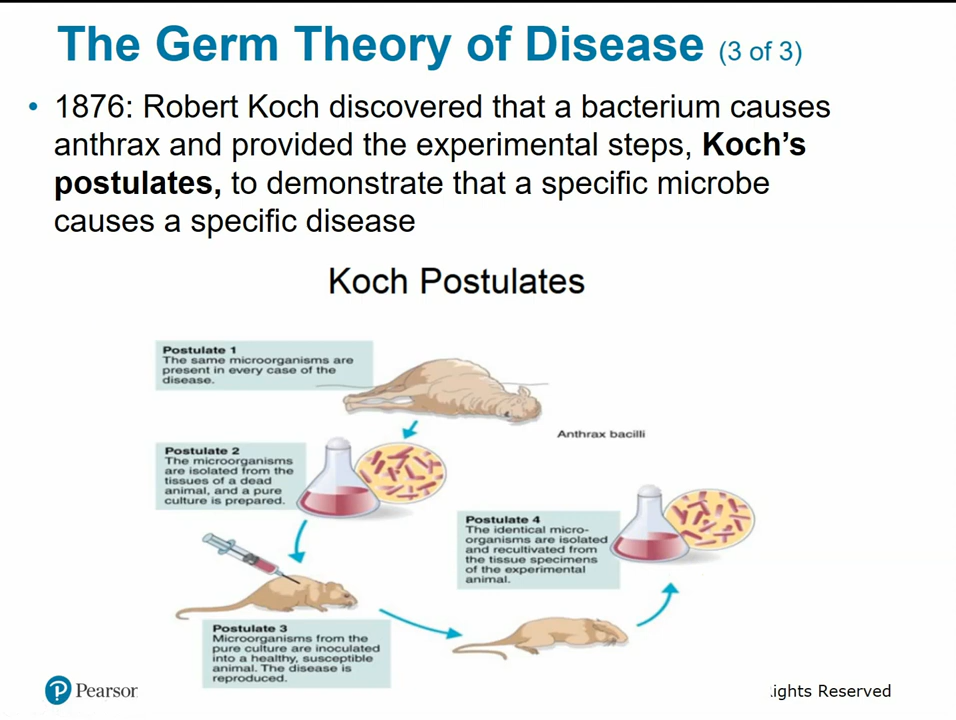 The Germ Theory of Disease (3 of 3)
• 1876: Robert Koch discovered that a bacterium causes
anthrax and provided the experimental steps, Koch's
postulates, to demonstrate that a specific microbe
causes a specific disease
Koch Postulates
Postulate 1
The same microorganisms are
present in every case of the
disease.
Anthrax bacilli
Postulate 2
The microorganisms
are isolated from the
tissues of a dead
animal, and a pure
culture is prepared.
Postulate 4
The identical micro-
organisms are isolated
and recultivated from
the tissue specimens
of the experimental
animal.
Postulate 3
Microorganisms from the
pure culture are inoculated
into a healthy, susceptible
animal. The disease is
reproduced.
P Pearson
Reserved